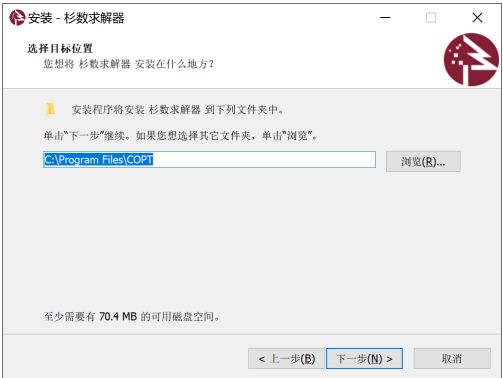 安装 - 杉数求解器
选择目标位置
您想将 杉数求解器 安装在什么地方?
安装程序将安装 杉数求解器 到下列文件夹中。
单击“下一步”继续。如果您想选择其它文件夹，单击“浏览”。
C:\Program Files\COPT
浏览(R)...
至少需要有 70.4 MB 的可用磁盘空间。
< 上一步(B)
下一步(N) >
取消